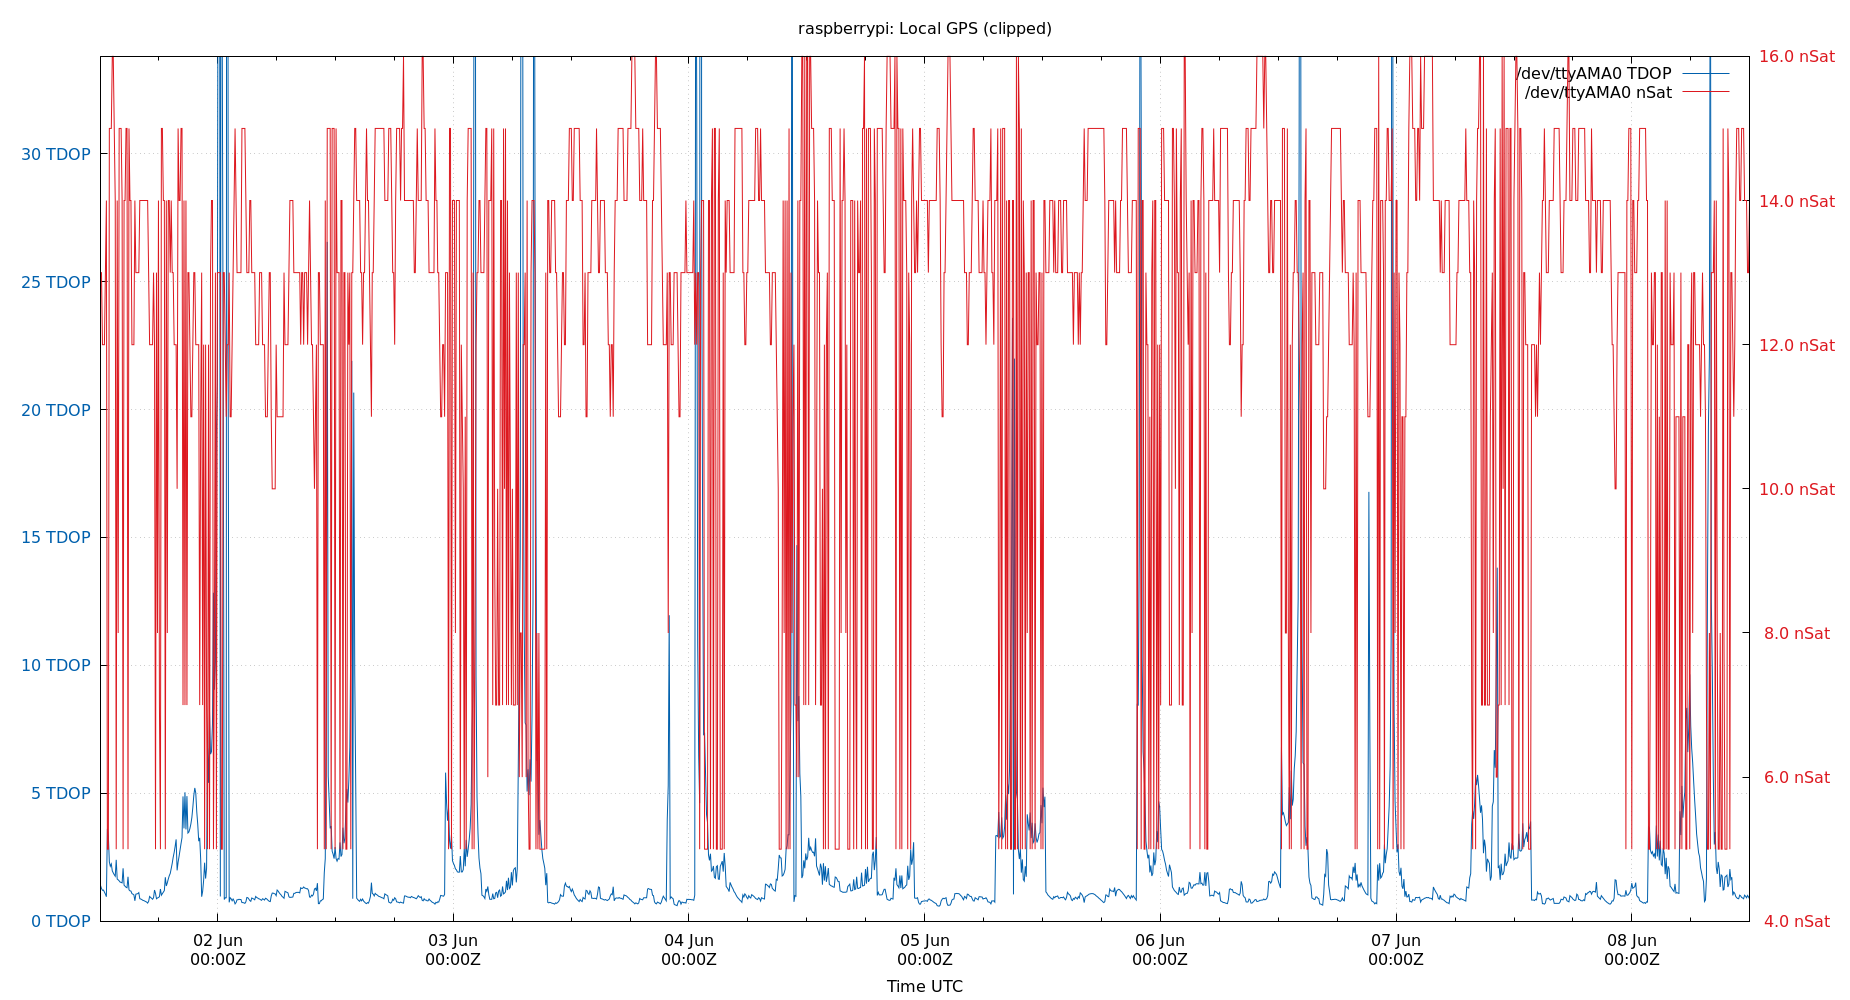 raspberrypi: Local GPS (clipped)
16.0 nSat
/dev/ttyAMA0 TDOP
/dev/ttyAMA0 nSat
30 TDOP
14.0 nSat
25 TDOP
12.0 nSat
20 TDOP
10.0 nSat
15 TDOP
8.0 nSat
10 TDOP
6.0 nSat
5 TDOP
0 TDOP
4.0 nSat
02 Jun 03 Jun 04 Jun 05 Jun 06 Jun 07 Jun 08 Jun
00:00Z 00:00Z 00:00Z 00:00Z 00:00Z 00:00Z 00:00Z
Time UTC